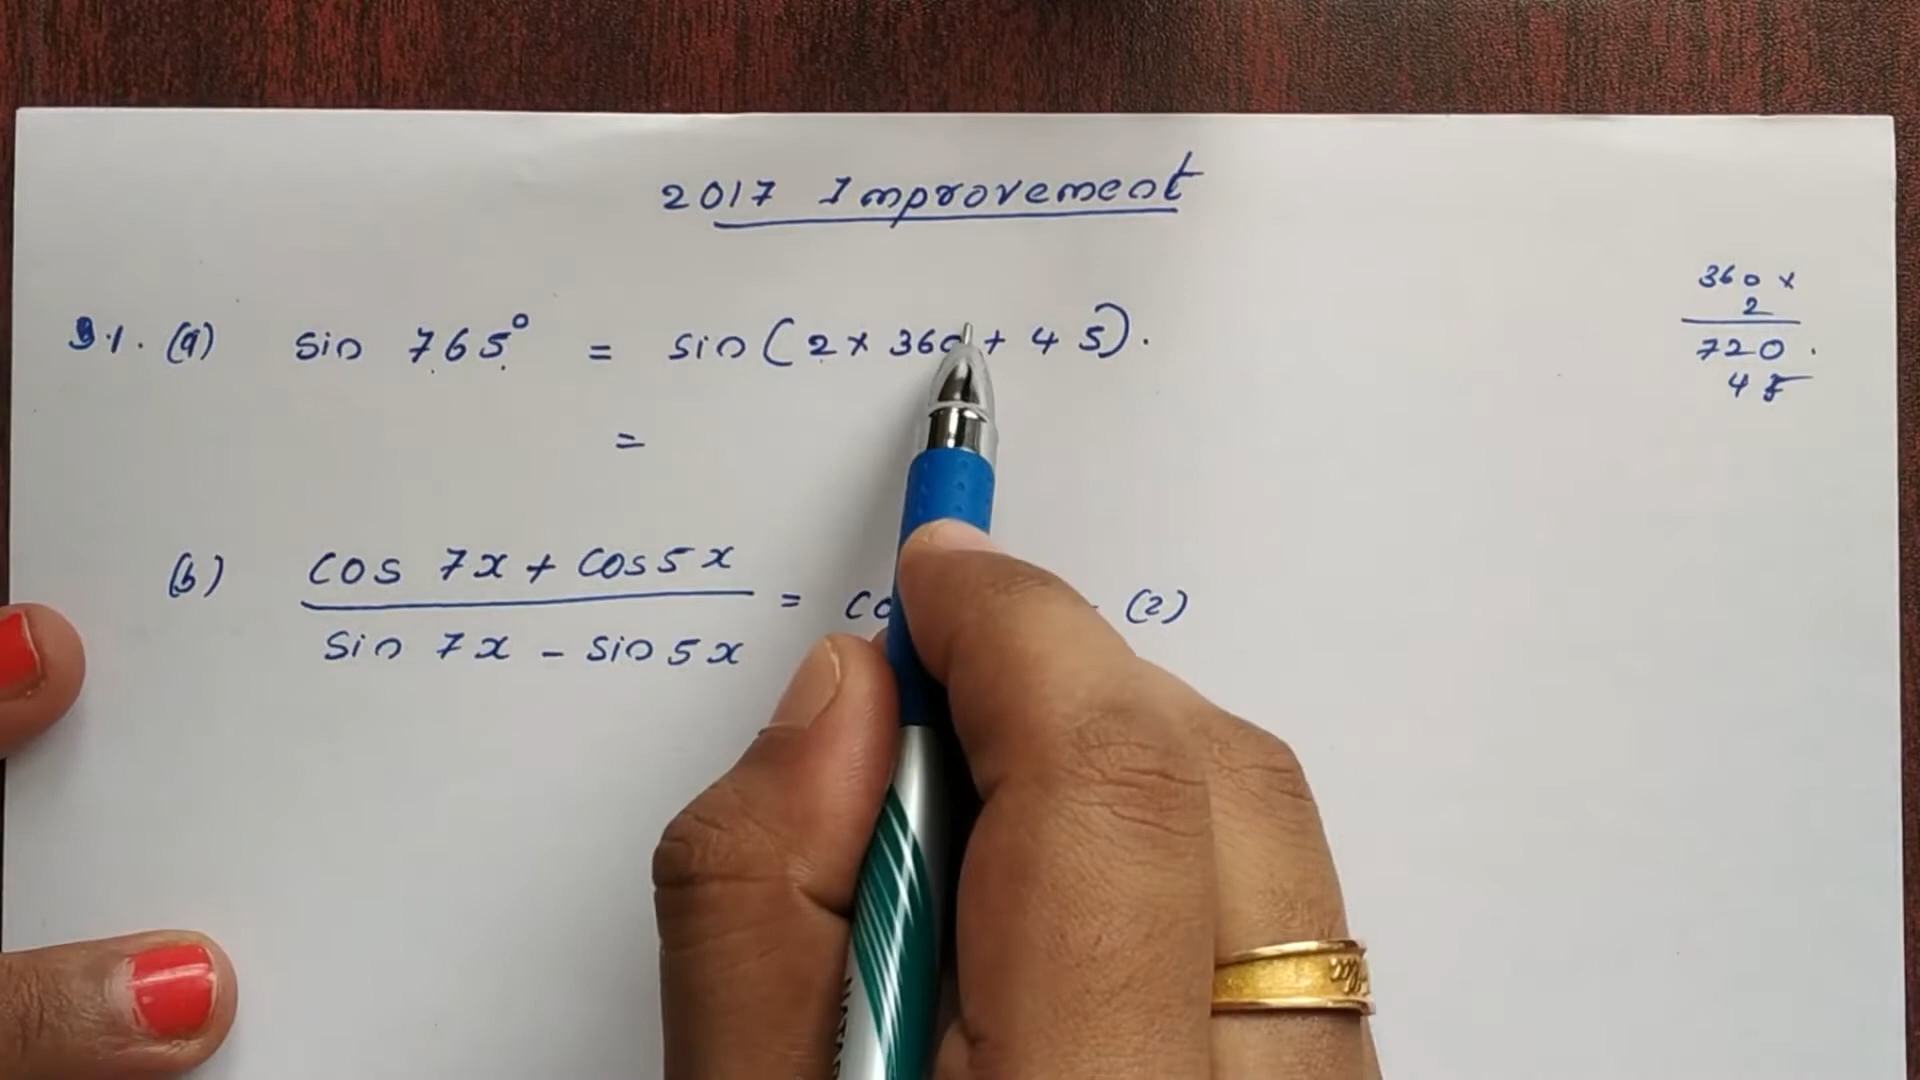 2017 Improvement
31. (a) sin 765° = sin (2 × 360 + 45).
=
360 ×
2
720.
45
(b) cos 7x + cos 5x
sin 7x - sin 5x
= co
(2)